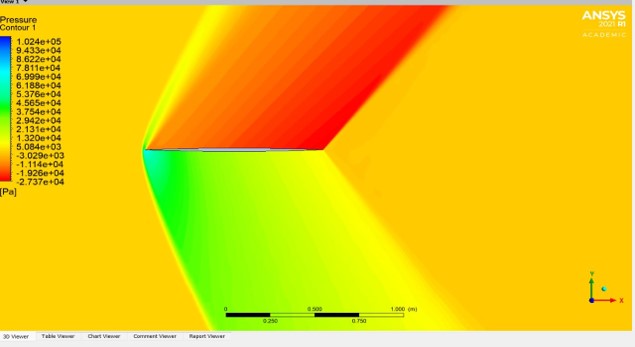 View 1
Pressure
Contour 1
1.024e+05
9.433e+04
8.622e+04
7.811e+04
6.999e+04
6.188e+04
5.376e+04
4.565e+04
3.754e+04
2.942e+04
2.131e+04
1.320e+04
5.084e+03
-3.029e+03
-1.114e+04
-1.926e+04
-2.737e+04
[Pa]
ANSYS
2021 R1
ACADEMIC
0 0.500 1.000 (m)
0.250 0.750
Y
X
3D Viewer Table Viewer Chart Viewer Comment Viewer Report Viewer